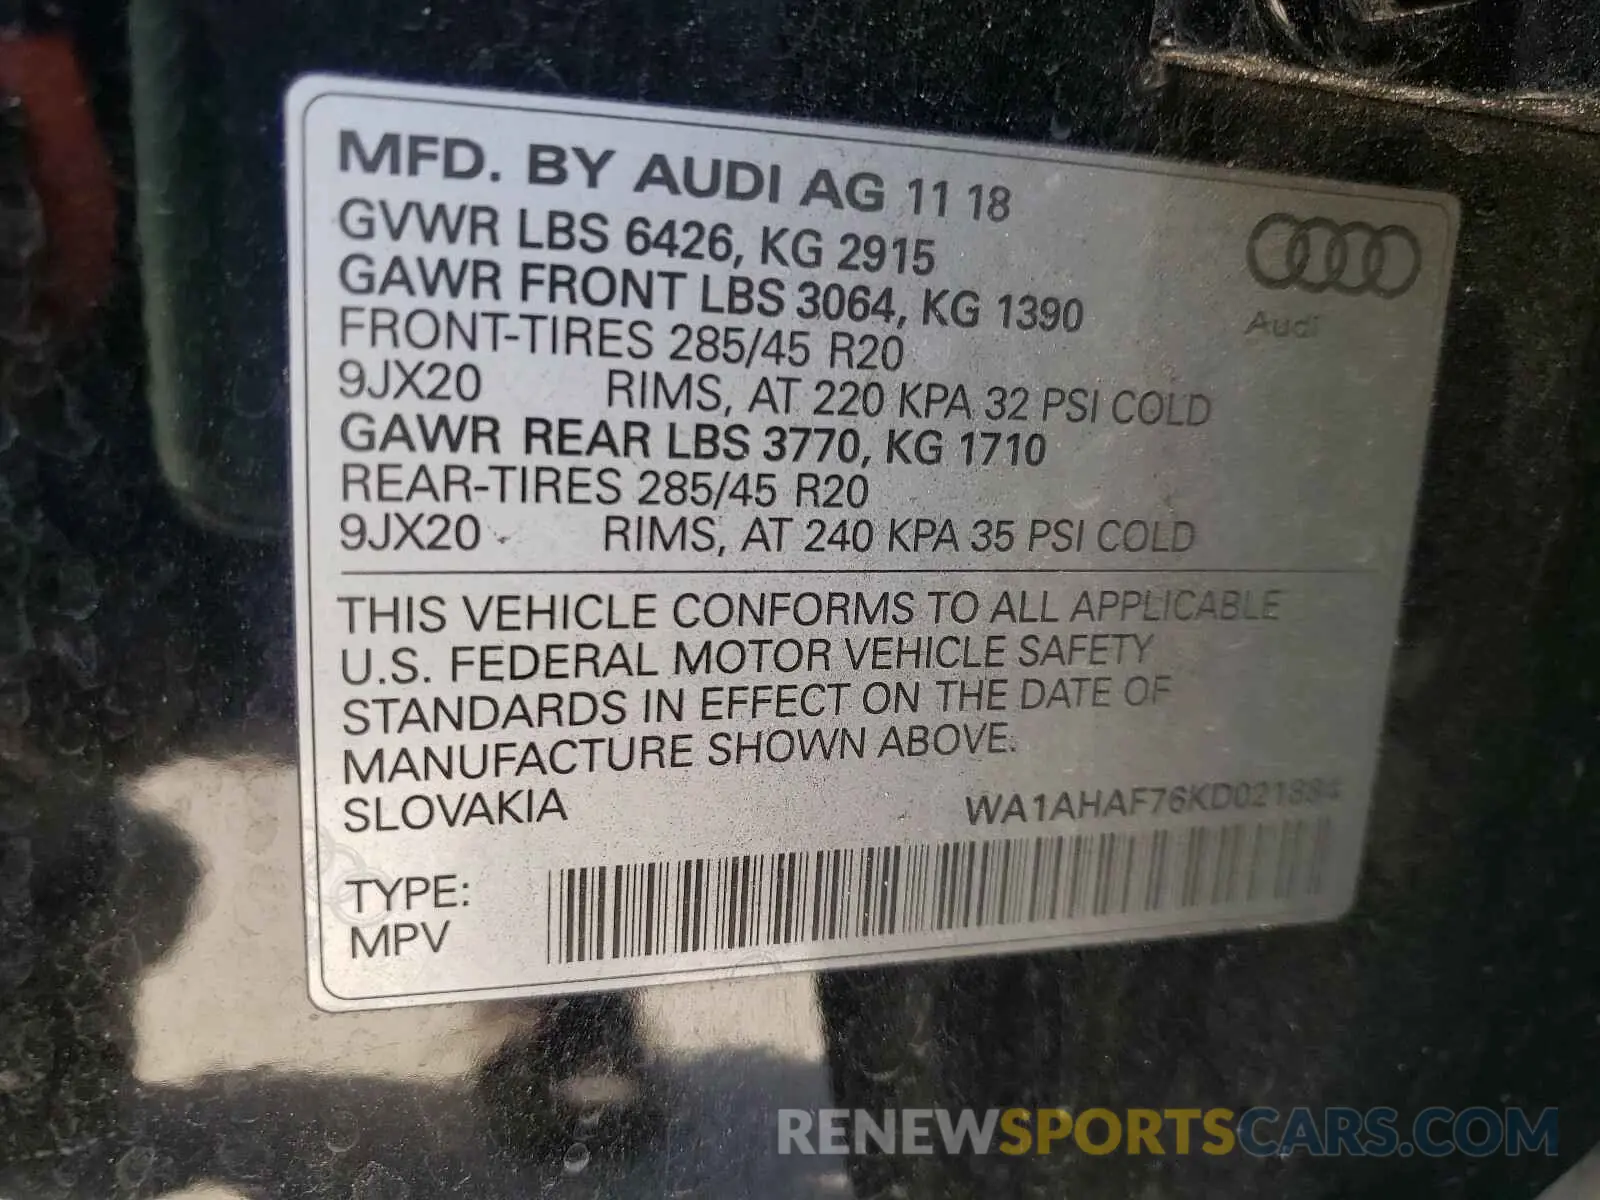 MFD. BY AUDI AG 11 18
GVWR LBS 6426, KG 2915
GAWR FRONT LBS 3064, KG 1390
FRONT-TIRES 285/45 R20
9JX20 RIMS, AT 220 KPA 32 PSI COLD
GAWR REAR LBS 3770, KG 1710
REAR-TIRES 285/45 R20
9JX20 RIMS, AT 240 KPA 35 PSI COLD
Audi
THIS VEHICLE CONFORMS TO ALL APPLICABLE
U.S. FEDERAL MOTOR VEHICLE SAFETY
STANDARDS IN EFFECT ON THE DATE OF
MANUFACTURE SHOWN ABOVE.
SLOVAKIA WA1AHAF76KD021884
TYPE:
MPV
RENEWSPORTSCARS.COM